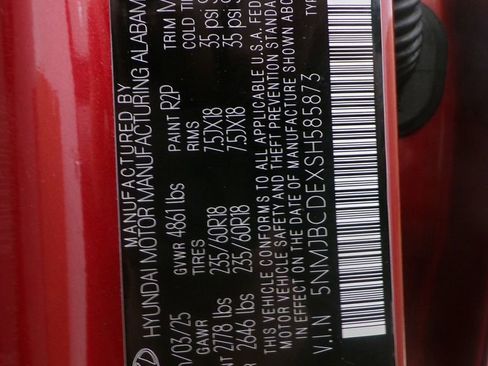 MANUFACTURED BY
HYUNDAI MOTOR MANUFACTURING ALABAMA
/03/25 GVWR 4861 lbs PAINT R2P TRIM
GAWR TIRES RIMS COLD TI
NT 2778 lbs 235/60R18 7.5JX18 35 psi
2646 lbs 235/60R18 7.5JX18 35 psi
THIS VEHICLE CONFORMS TO ALL APPLICABLE U.S.A. FED
MOTOR VEHICLE SAFETY AND THEFT PREVENTION STANDA
IN EFFECT ON THE DATE OF MANUFACTURE SHOWN ABOV
V.I.N 5NMJBCDEXSH585873 TYP